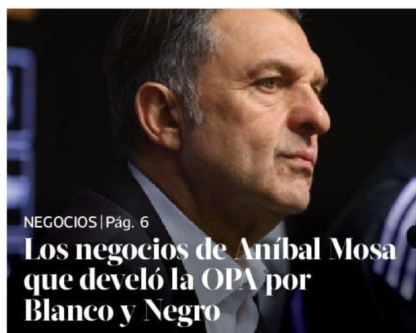 NEGOCIOS | Pág. 6
Los negocios de Aníbal Mosa
que develó la OPA por
Blanco y Negro